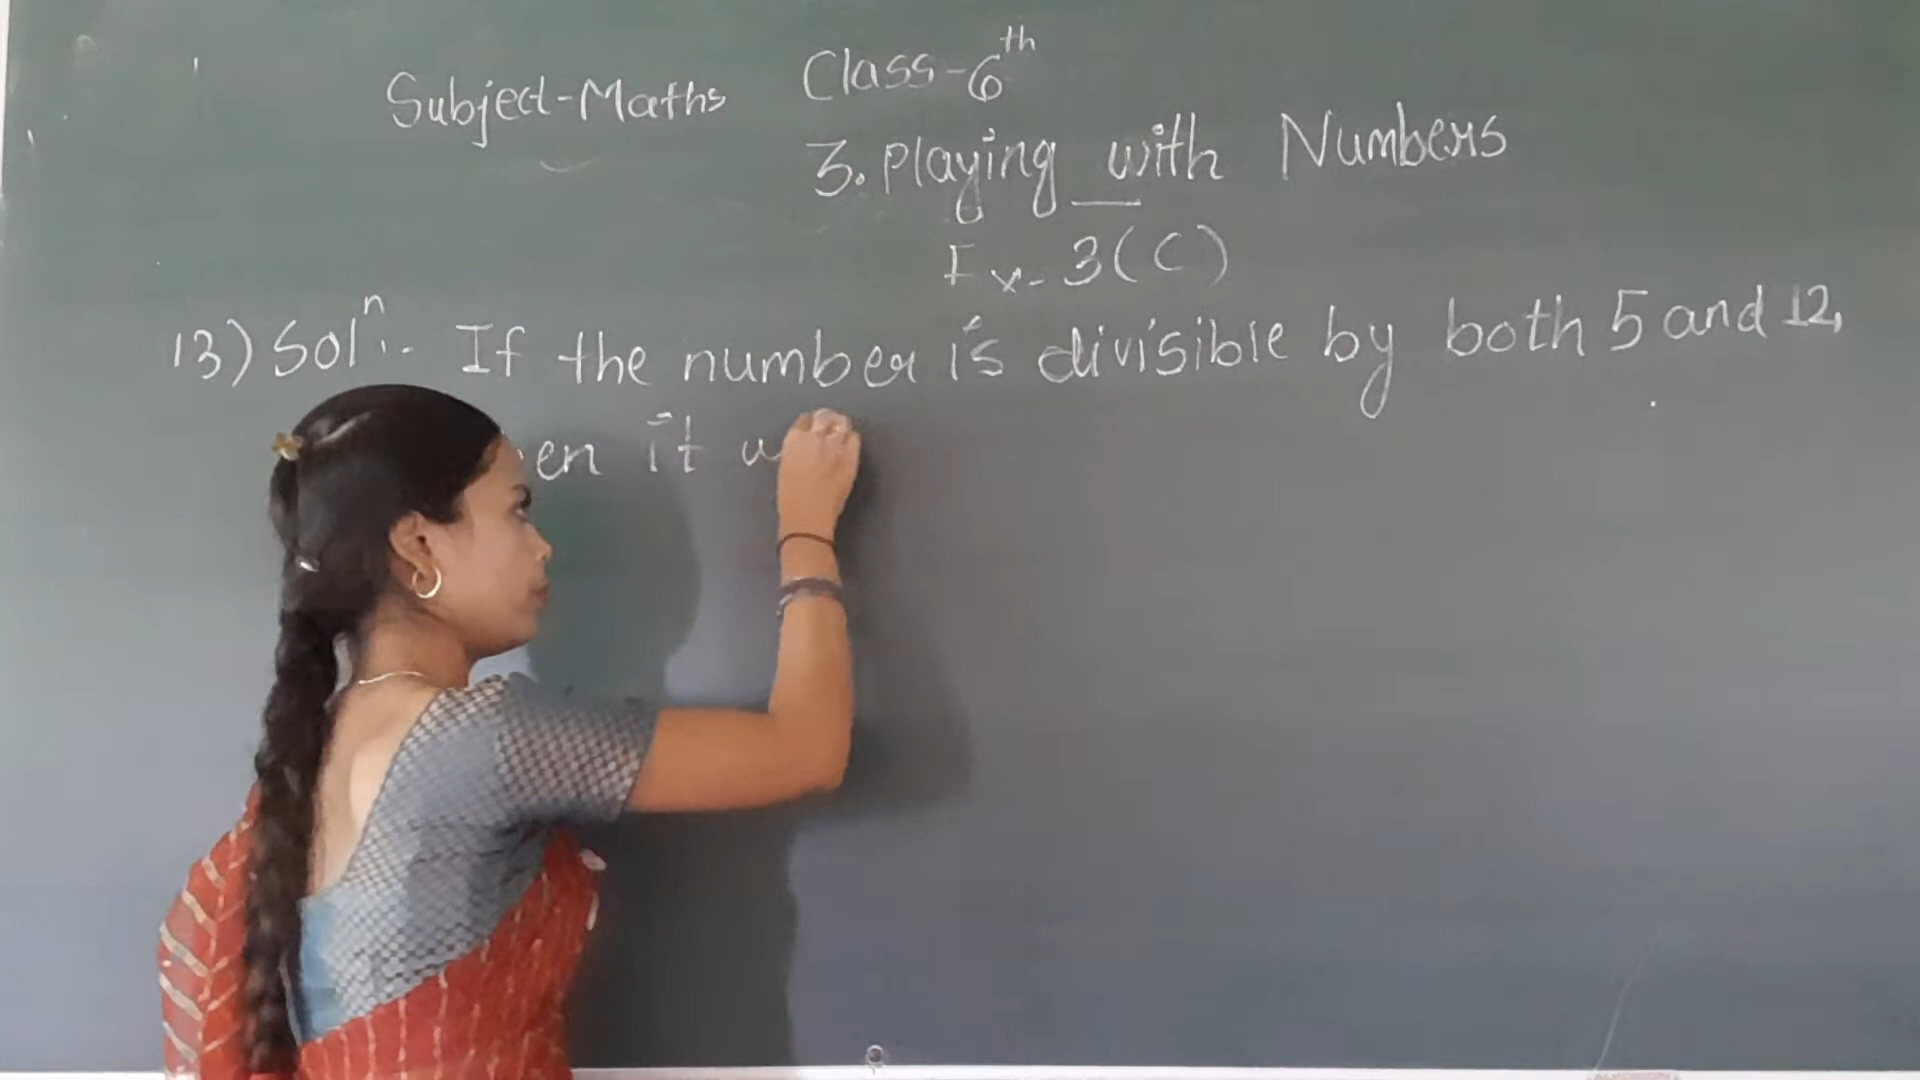 Subject-Maths Class-6th
3. Playing with Numbers
Ex- 3(C)
13) Solⁿ:- If the number is divisible by both 5 and 12,
en it w